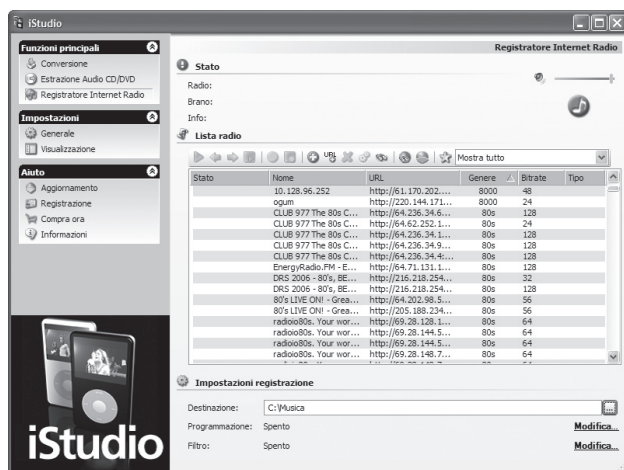 iStudio
Funzioni principali
Conversione
Estrazione Audio CD/DVD
Registratore Internet Radio
Impostazioni
Generale
Visualizzazione
Aiuto
Aggiornamento
Registrazione
Compra ora
Informazioni
iStudio
Registratore Internet Radio
Stato
Radio:
Brano:
Info:
Lista radio
URL Mostra tutto
Stato Nome URL Genere Bitrate Tipo
10.128.96.252 http://61.170.202.... 8000 48
ogum http://220.144.171... 8000 24
CLUB 977 The 80s C... http://64.236.34.6... 80s 128
CLUB 977 The 80s C... http://64.62.252.1... 80s 24
CLUB 977 The 80s C... http://64.236.34.1... 80s 128
CLUB 977 The 80s C... http://64.236.34.9... 80s 128
CLUB 977 The 80s C... http://64.236.34.4:... 80s 128
EnergyRadio.FM - E... http://64.71.131.1... 80s 128
DRS 2006 - 80's, BE... http://216.218.254... 80s 32
DRS 2006 - 80's, BE... http://216.218.254... 80s 128
80's LIVE ON! - Grea... http://64.202.98.5... 80s 56
80's LIVE ON! - Grea... http://205.188.234... 80s 56
radioio80s. Your wor... http://69.28.128.1... 80s 64
radioio80s. Your wor... http://69.28.144.5... 80s 64
radioio80s. Your wor... http://69.28.144.5... 80s 64
radioio80s. Your wor... http://69.28.148.7... 80s 64
Impostazioni registrazione
Destinazione: C:\Musica ...
Programmazione: Spento Modifica...
Filtro: Spento Modifica...